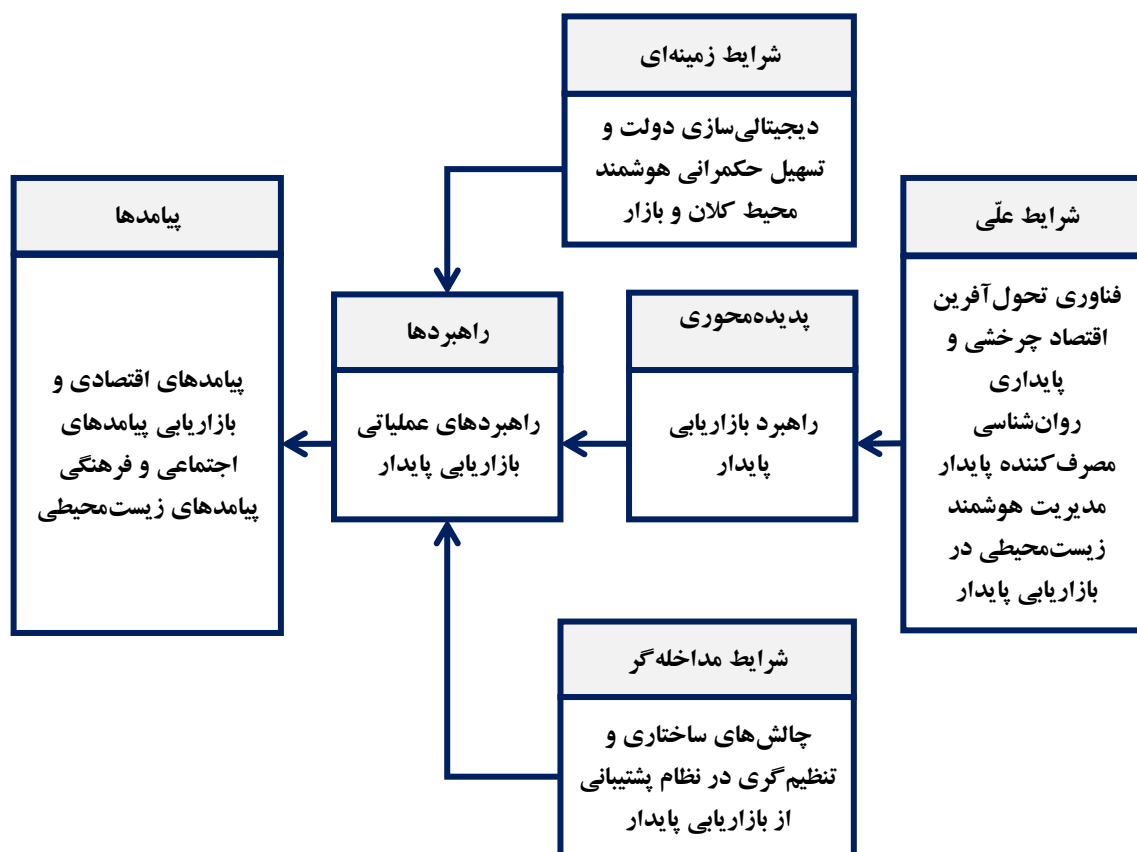 شرایط زمینه‌ای
دیجیتالی‌سازی دولت و
تسهیل حکمرانی هوشمند
محیط کلان و بازار
شرایط علّی
فناوری تحول‌آفرین
اقتصاد چرخشی و
پایداری
روان‌شناسی
مصرف‌کننده پایدار
مدیریت هوشمند
زیست‌محیطی در
بازاریابی پایدار
پدیده‌محوری
راهبرد بازاریابی
پایدار
راهبردها
راهبردهای عملیاتی
بازاریابی پایدار
پیامدها
پیامدهای اقتصادی و
بازاریابی پیامدهای
اجتماعی و فرهنگی
پیامدهای زیست‌محیطی
شرایط مداخله‌گر
چالش‌های ساختاری و
تنظیم‌گری در نظام پشتیبانی
از بازاریابی پایدار